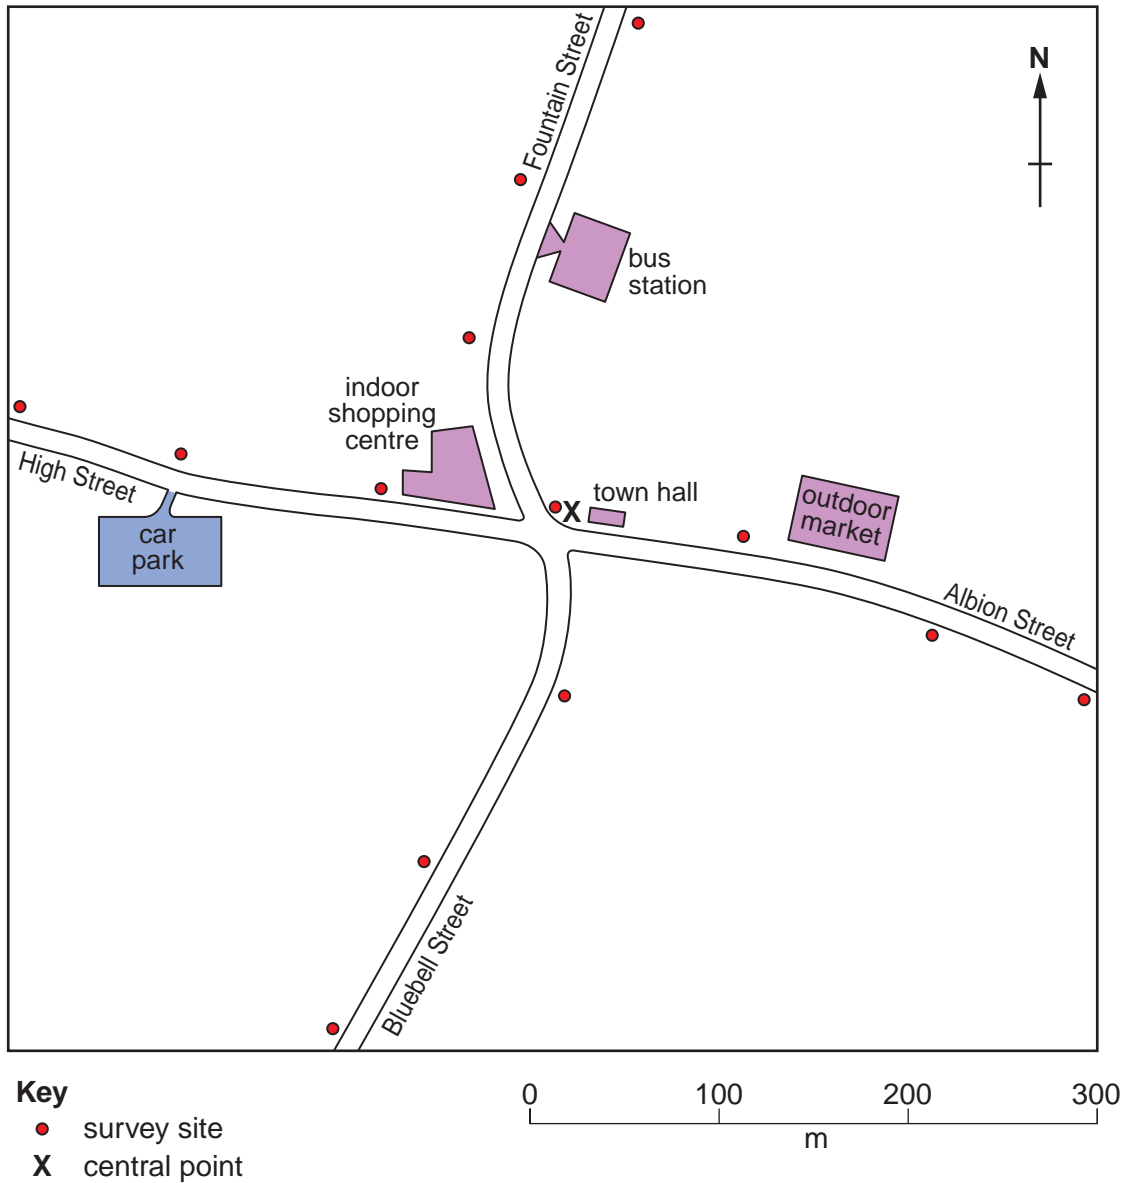 Fountain Street
N
bus
station
indoor
shopping
centre
High Street
car
park
X
town hall
outdoor
market
Albion Street
Bluebell Street
Key
survey site
X central point
0 100 200 300
m